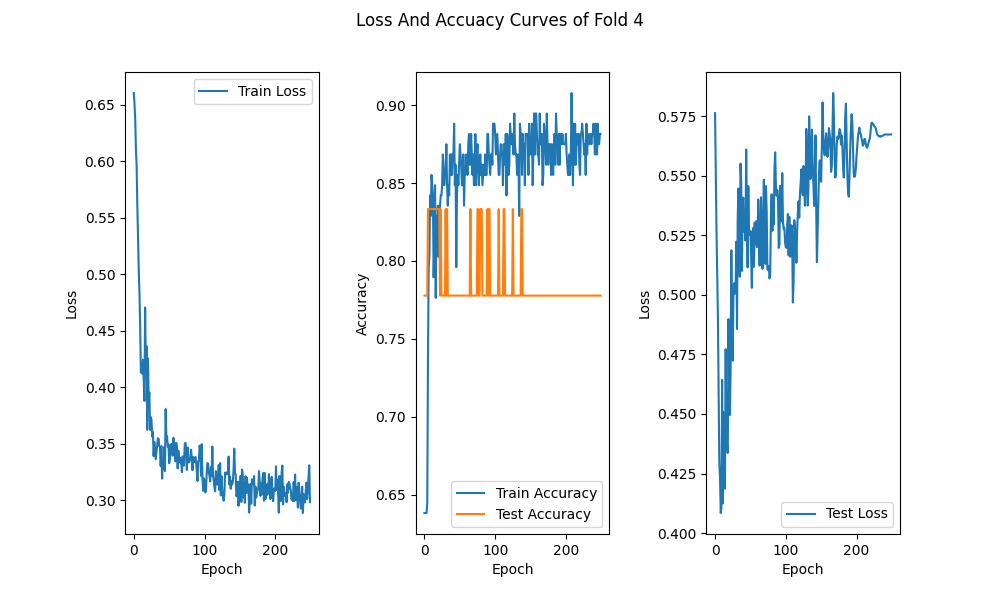 Loss And Accuacy Curves of Fold 4
Train Loss
0.65
0.60
0.55
0.50
0.45
0.40
0.35
0.30
Loss
0 100 200
Epoch
0.90
0.85
0.80
0.75
0.70
0.65
Accuracy
Train Accuracy
Test Accuracy
0 100 200
Epoch
0.575
0.550
0.525
0.500
0.475
0.450
0.425
0.400
Loss
Test Loss
0 100 200
Epoch